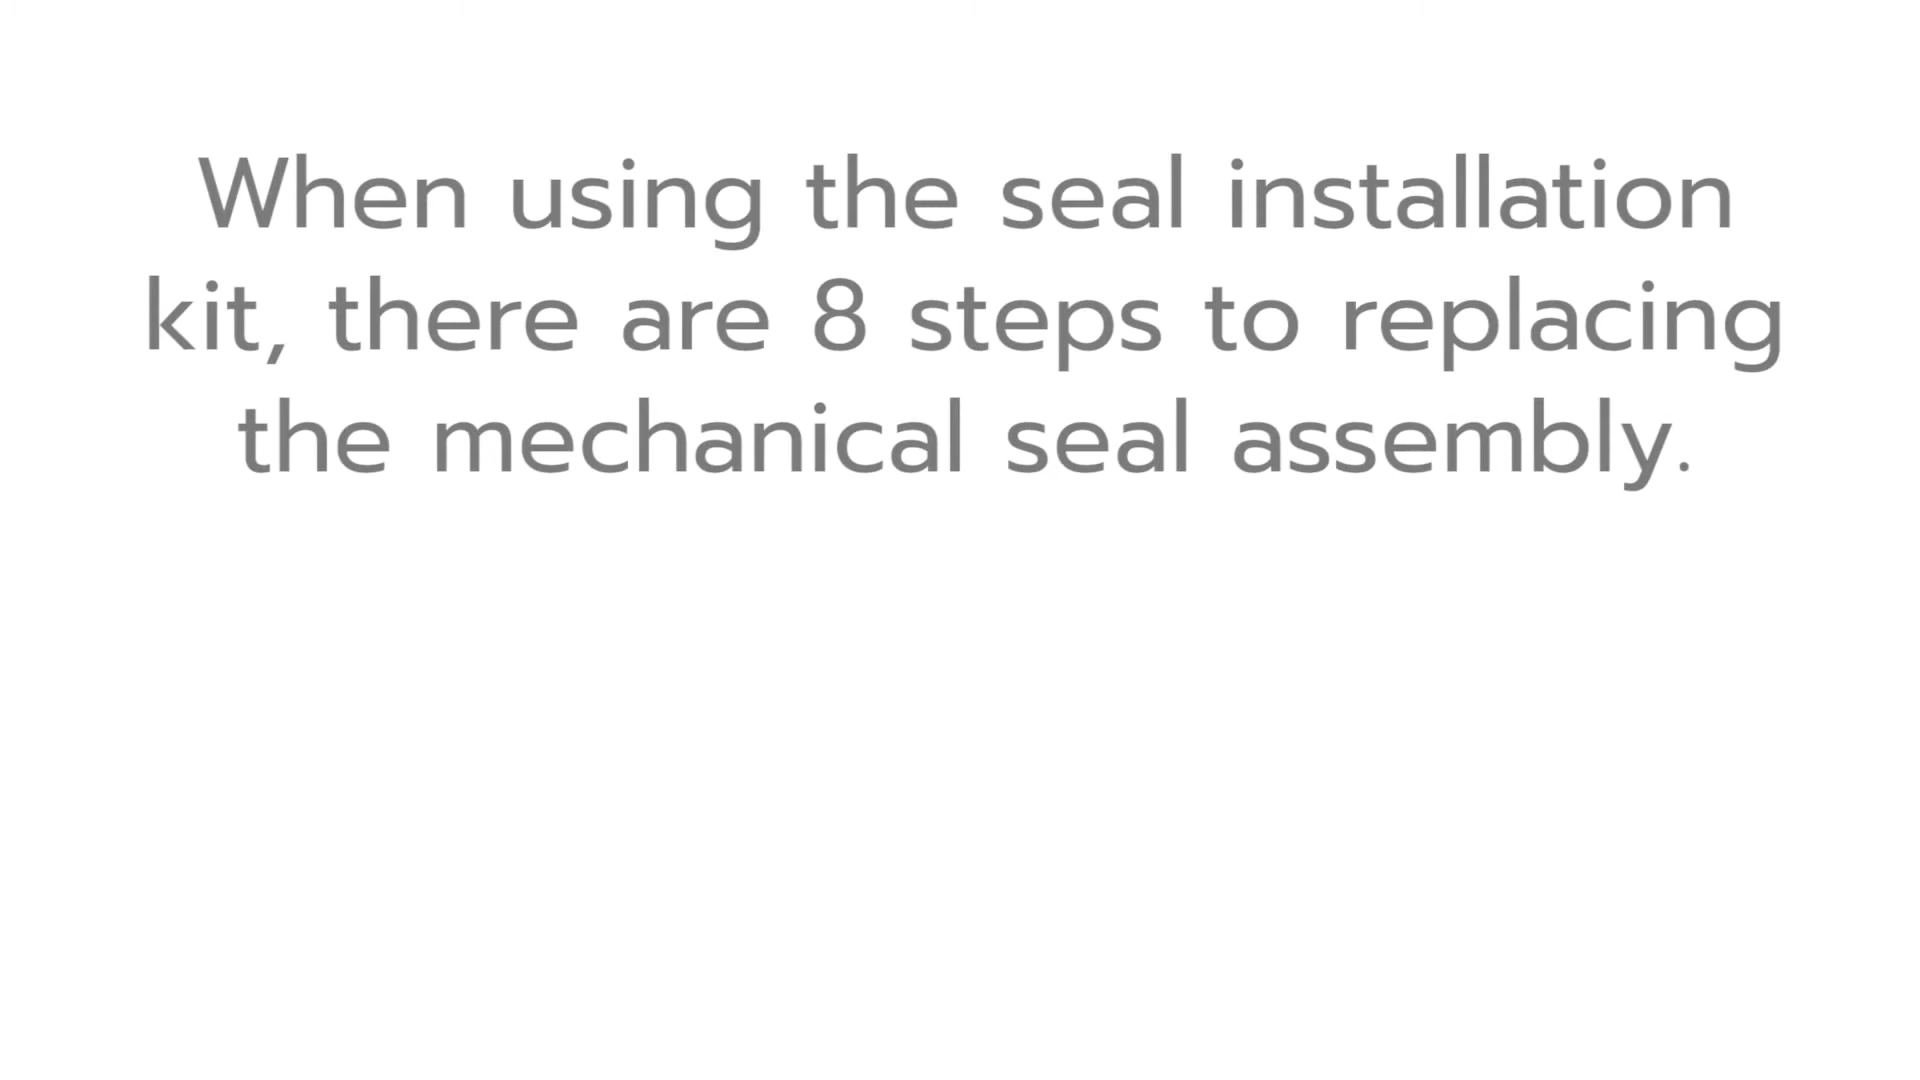 When using the seal installation
kit, there are 8 steps to replacing
the mechanical seal assembly.